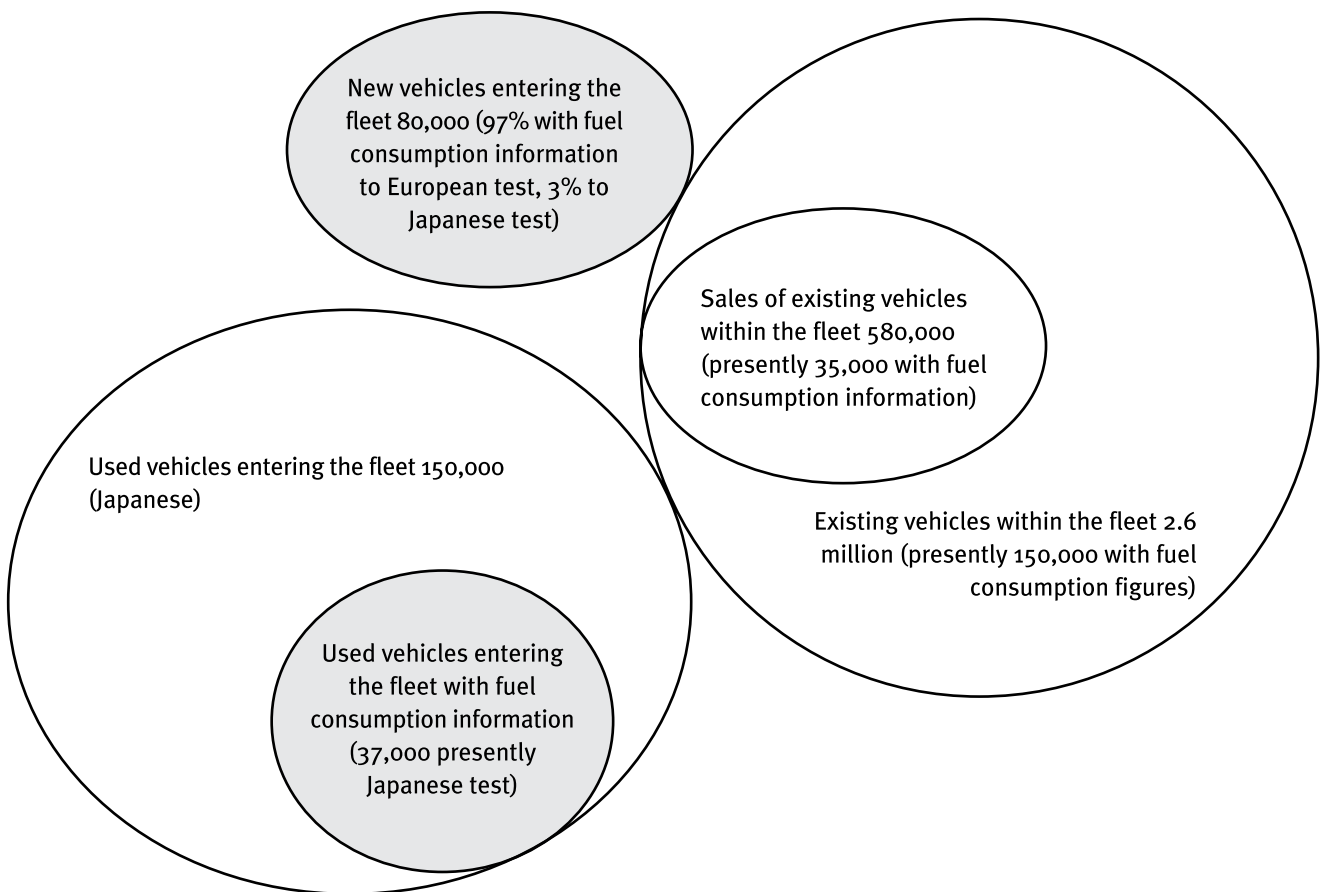 New vehicles entering the
fleet 80,000 (97% with fuel
consumption information
to European test, 3% to
Japanese test)
Sales of existing vehicles
within the fleet 580,000
(presently 35,000 with fuel
consumption information)
Used vehicles entering the fleet 150,000
(Japanese)
Existing vehicles within the fleet 2.6
million (presently 150,000 with fuel
consumption figures)
Used vehicles entering
the fleet with fuel
consumption information
(37,000 presently
Japanese test)